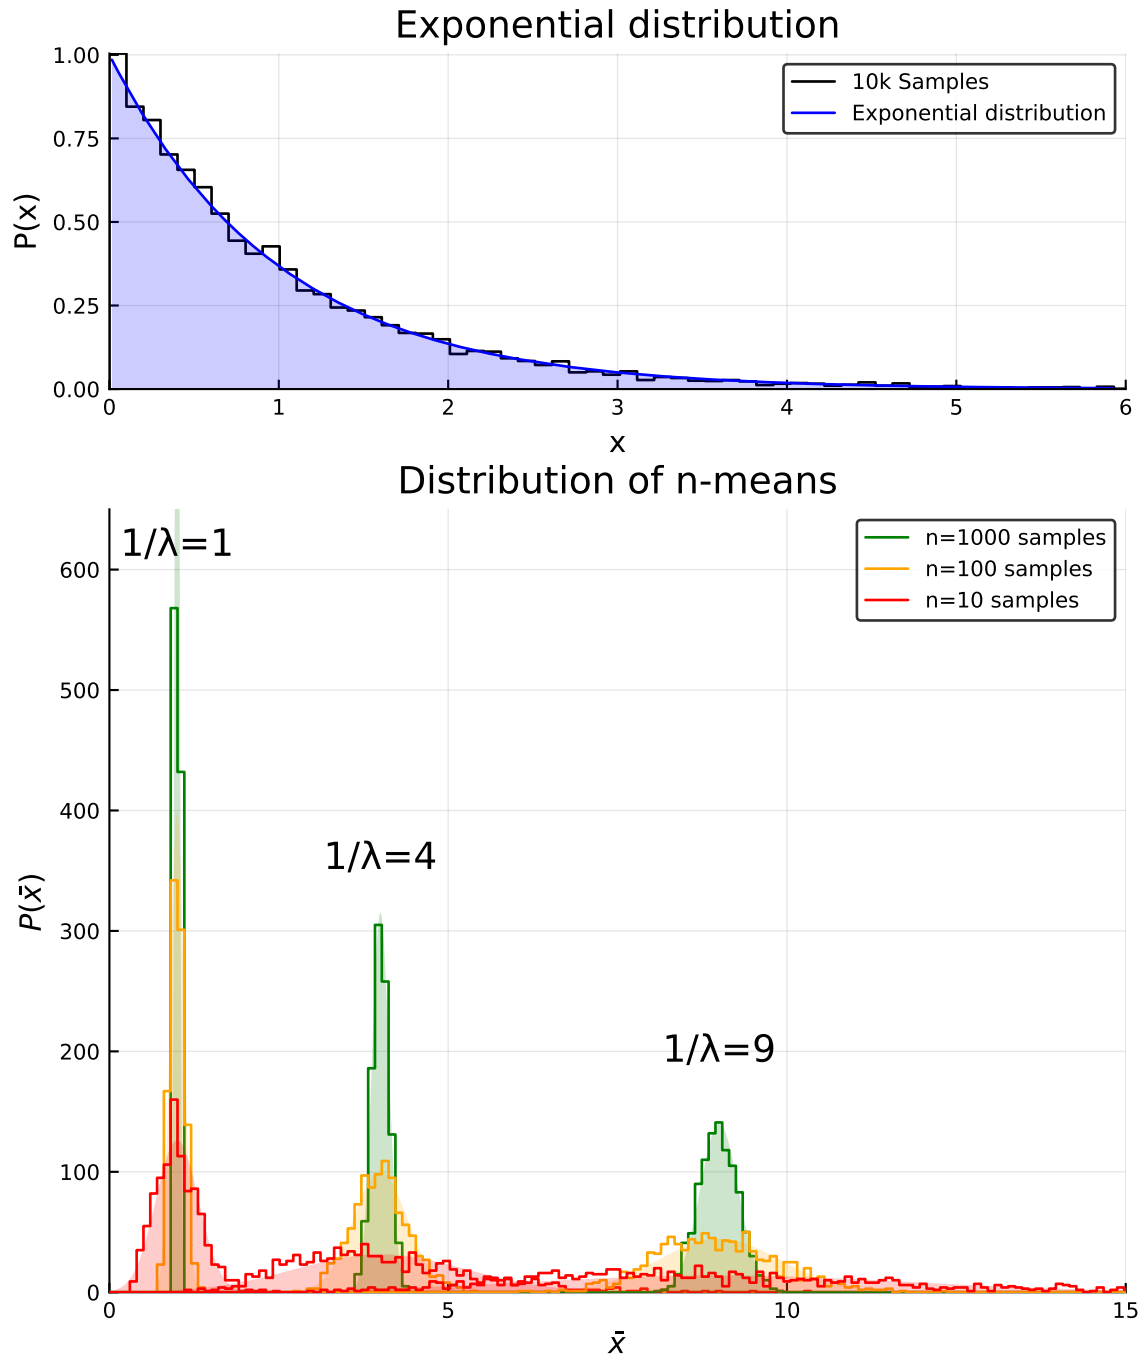 Exponential distribution
1.00
0.75
0.50
0.25
0.00
P(x)
10k Samples
Exponential distribution
0 1 2 3 4 5 6
x
Distribution of n-means
1/λ=1
1/λ=4
1/λ=9
n=1000 samples
n=100 samples
n=10 samples
600
500
400
300
200
100
0
P(x̄)
0 5 10 15
x̄